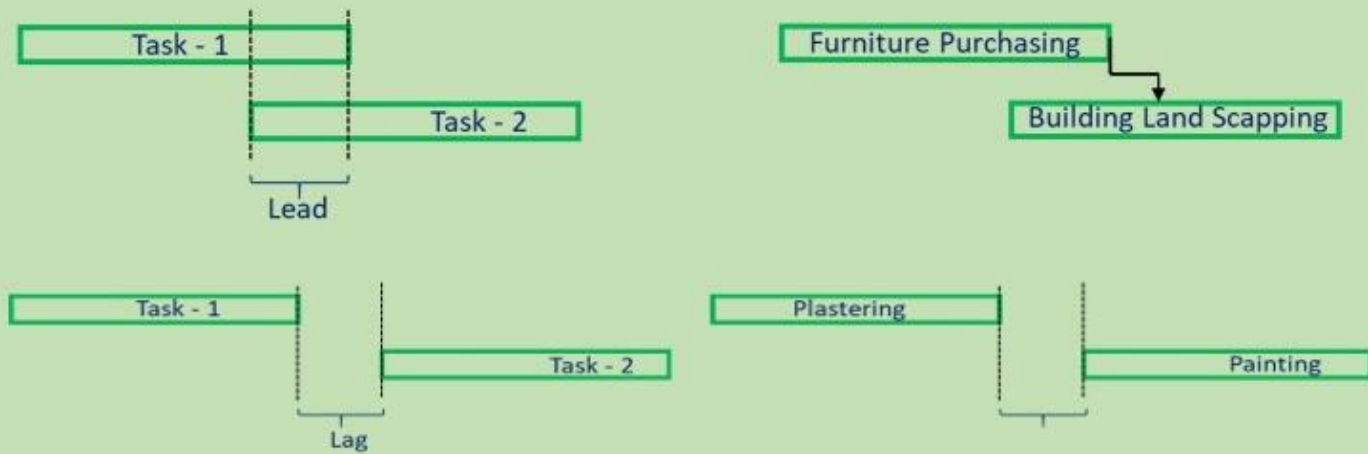 Task - 1
Furniture Purchasing
Task - 2
Building Land Scapping
Lead
Task - 1
Plastering
Task - 2
Painting
Lag